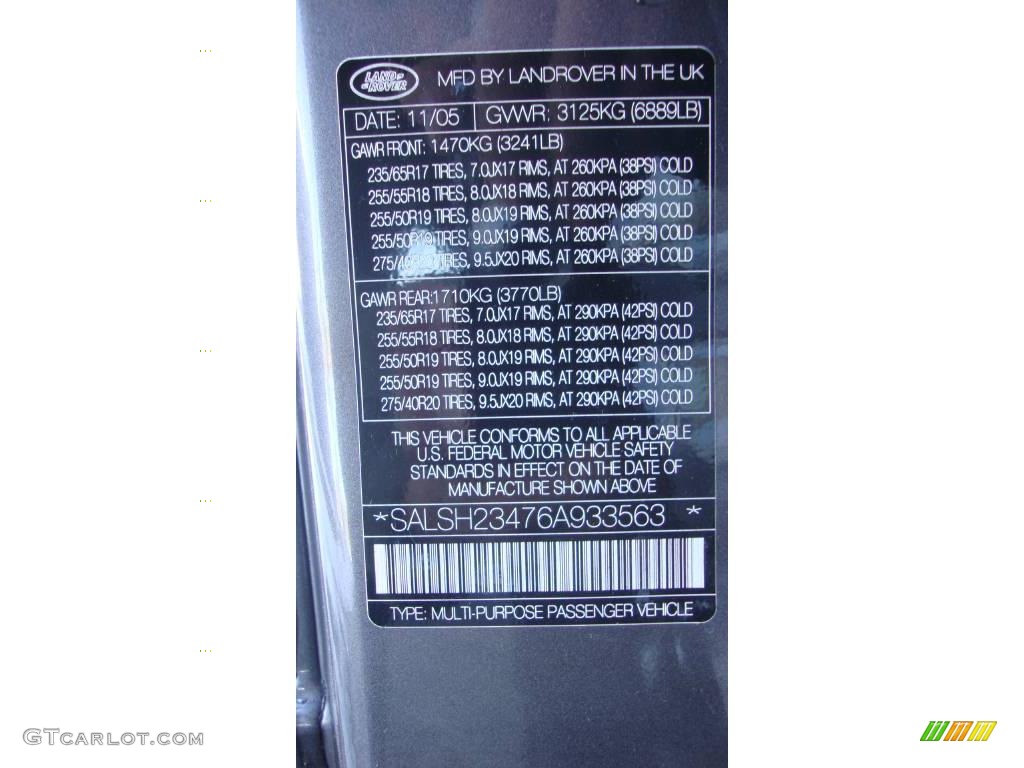 LAND
ROVER
MFD BY LANDROVER IN THE UK
DATE: 11/05 GVWR: 3125KG (6889LB)
GAWR FRONT: 1470KG (3241LB)
235/65R17 TIRES, 7.0JX17 RIMS, AT 260KPA (38PSI) COLD
255/55R18 TIRES, 8.0JX18 RIMS, AT 260KPA (38PSI) COLD
255/50R19 TIRES, 8.0JX19 RIMS, AT 260KPA (38PSI) COLD
255/50R19 TIRES, 9.0JX19 RIMS, AT 260KPA (38PSI) COLD
275/40R20 TIRES, 9.5JX20 RIMS, AT 260KPA (38PSI) COLD
GAWR REAR:1710KG (3770LB)
235/65R17 TIRES, 7.0JX17 RIMS, AT 290KPA (42PSI) COLD
255/55R18 TIRES, 8.0JX18 RIMS, AT 290KPA (42PSI) COLD
255/50R19 TIRES, 8.0JX19 RIMS, AT 290KPA (42PSI) COLD
255/50R19 TIRES, 9.0JX19 RIMS, AT 290KPA (42PSI) COLD
275/40R20 TIRES, 9.5JX20 RIMS, AT 290KPA (42PSI) COLD
THIS VEHICLE CONFORMS TO ALL APPLICABLE
U.S. FEDERAL MOTOR VEHICLE SAFETY
STANDARDS IN EFFECT ON THE DATE OF
MANUFACTURE SHOWN ABOVE
*SALSH23476A933563 *
TYPE: MULTI-PURPOSE PASSENGER VEHICLE
GTCARLOT.COM